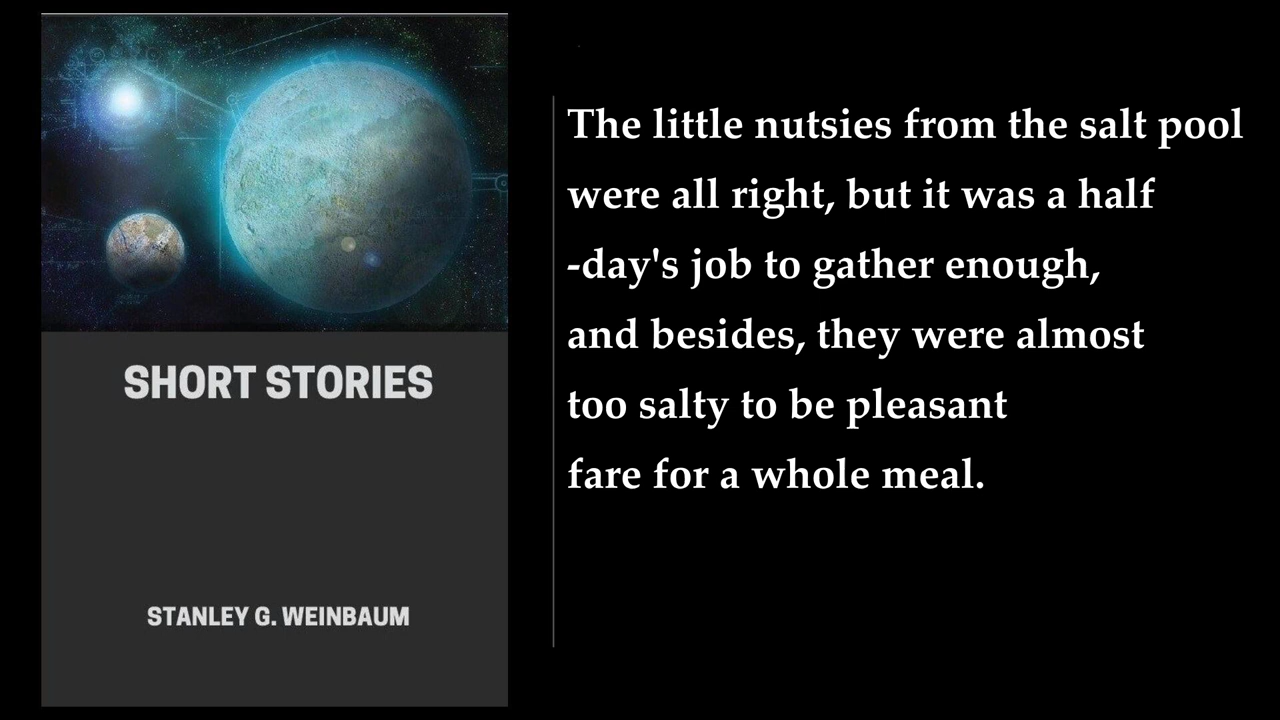 SHORT STORIES
STANLEY G. WEINBAUM
The little nutsies from the salt pool
were all right, but it was a half
-day's job to gather enough,
and besides, they were almost
too salty to be pleasant
fare for a whole meal.